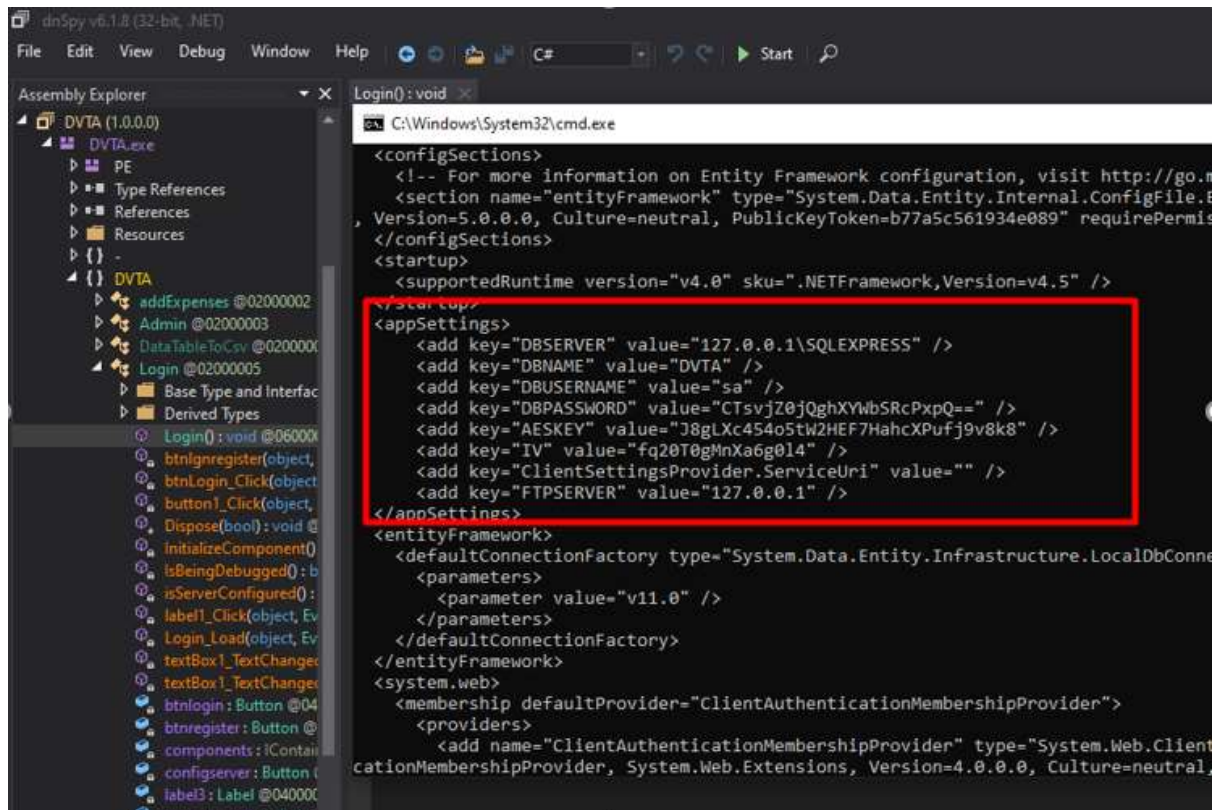 dnSpy v6.1.8 (32-bit, .NET)
File Edit View Debug Window Help C# Start
Assembly Explorer
DVTA (1.0.0.0)
DVTA.exe
PE
Type References
References
Resources
{} -
{} DVTA
addExpenses @02000002
Admin @02000003
DataTableToCsv @0200000
Login @02000005
Base Type and Interfac
Derived Types
Login() : void @06000
btnlgnregister(object,
btnLogin_Click(object
button1_Click(object,
Dispose(bool) : void @
InitializeComponent()
IsBeingDebugged() : b
isServerConfigured() :
label1_Click(object, Ev
Login_Load(object, Ev
textBox1_TextChanged
textBox1_TextChanged
btnlogin : Button @04
btnregister : Button @
components : IContain
configserver : Button
label3 : Label @04000
Login() : void
C:\Windows\System32\cmd.exe
<configSections>
<!-- For more information on Entity Framework configuration, visit http://go.m
<section name="entityFramework" type="System.Data.Entity.Internal.ConfigFile.E
, Version=5.0.0.0, Culture=neutral, PublicKeyToken=b77a5c561934e089" requirePermis
</configSections>
<startup>
<supportedRuntime version="v4.0" sku=".NETFramework,Version=v4.5" />
</startup>
<appSettings>
<add key="DBSERVER" value="127.0.0.1\SQLEXPRESS" />
<add key="DBNAME" value="DVTA" />
<add key="DBUSERNAME" value="sa" />
<add key="DBPASSWORD" value="CTsvjZ0jQghXYWbSRcPxpQ==" />
<add key="AESKEY" value="J8gLXc454o5tW2HEF7HahcXPufj9v8k8" />
<add key="IV" value="fq20T0gMnXa6g0l4" />
<add key="ClientSettingsProvider.ServiceUri" value="" />
<add key="FTPSERVER" value="127.0.0.1" />
</appSettings>
<entityFramework>
<defaultConnectionFactory type="System.Data.Entity.Infrastructure.LocalDbConne
<parameters>
<parameter value="v11.0" />
</parameters>
</defaultConnectionFactory>
</entityFramework>
<system.web>
<membership defaultProvider="ClientAuthenticationMembershipProvider">
<providers>
<add name="ClientAuthenticationMembershipProvider" type="System.Web.Client
cationMembershipProvider, System.Web.Extensions, Version=4.0.0.0, Culture=neutral,